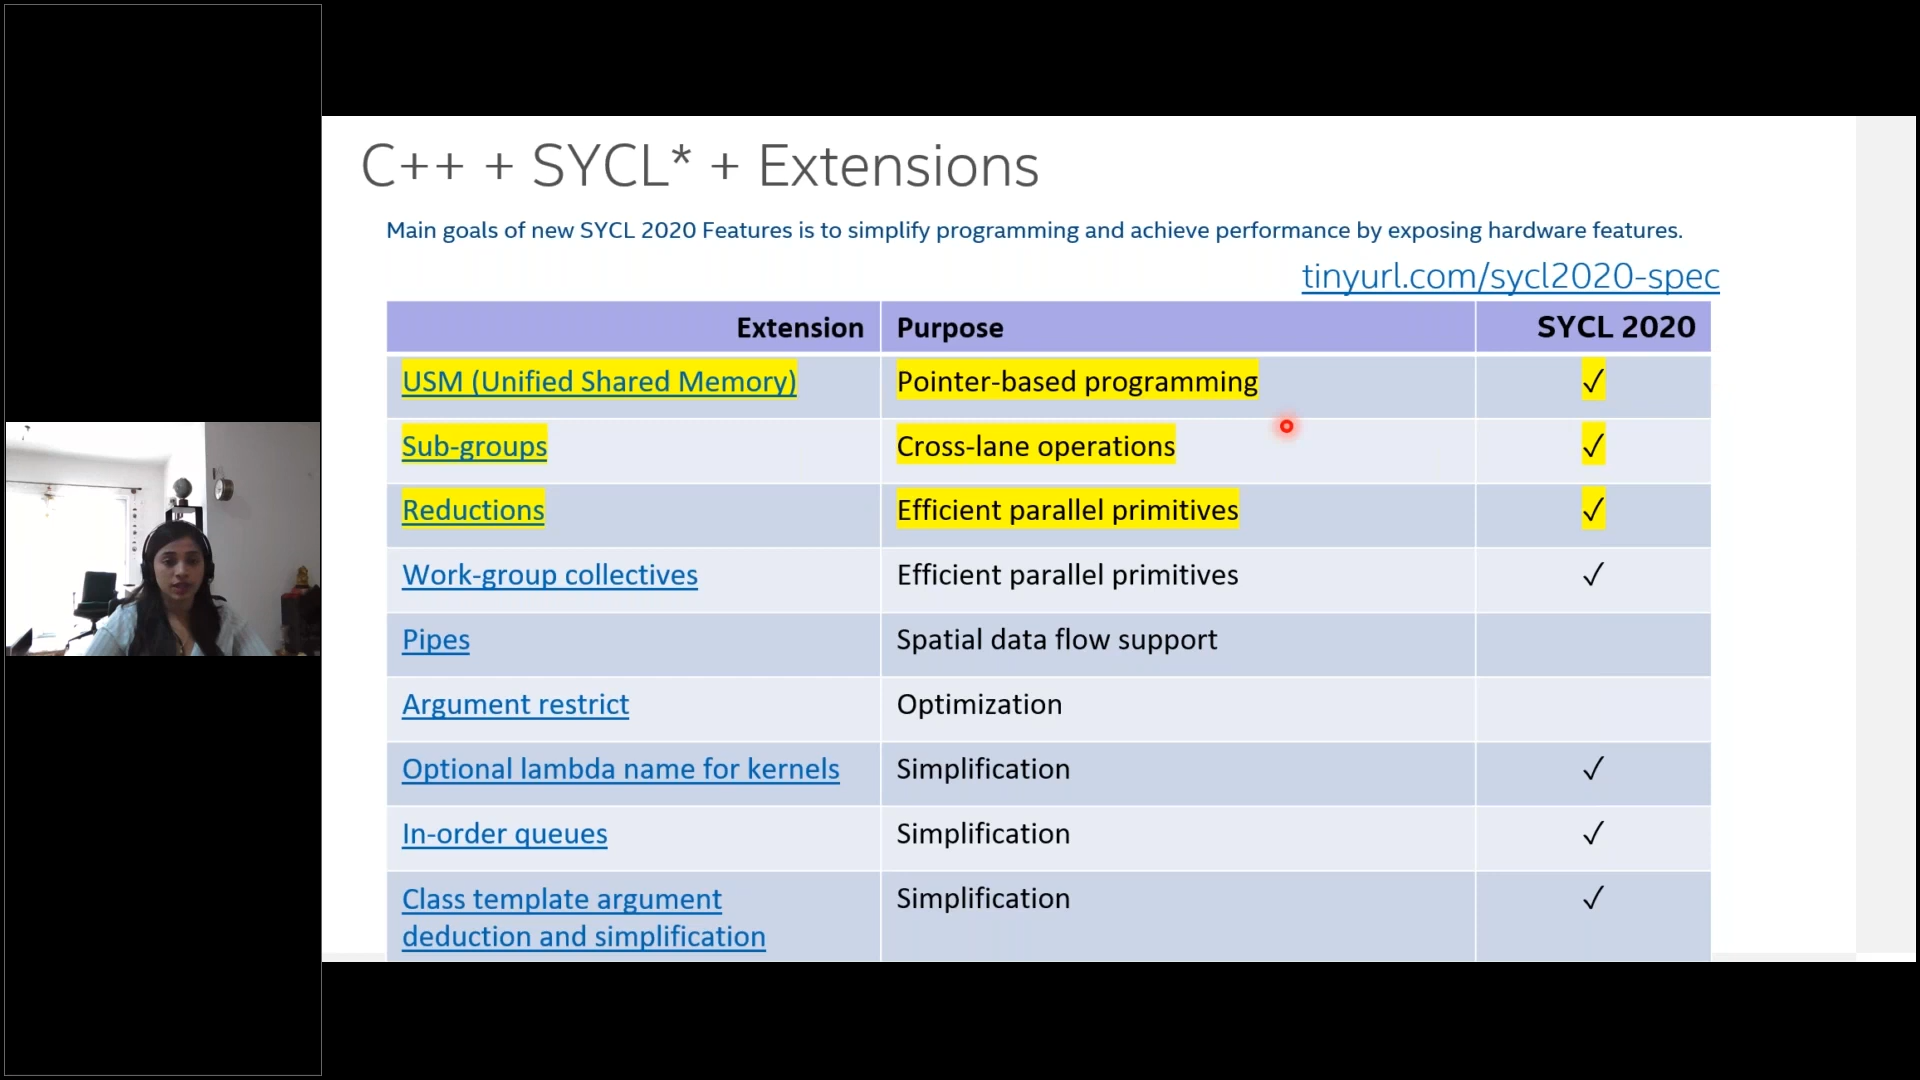 C++ + SYCL* + Extensions
Main goals of new SYCL 2020 Features is to simplify programming and achieve performance by exposing hardware features.
tinyurl.com/sycl2020-spec
Extension Purpose SYCL 2020
USM (Unified Shared Memory) Pointer-based programming ✓
Sub-groups Cross-lane operations ✓
Reductions Efficient parallel primitives ✓
Work-group collectives Efficient parallel primitives ✓
Pipes Spatial data flow support
Argument restrict Optimization
Optional lambda name for kernels Simplification ✓
In-order queues Simplification ✓
Class template argument Simplification ✓
deduction and simplification